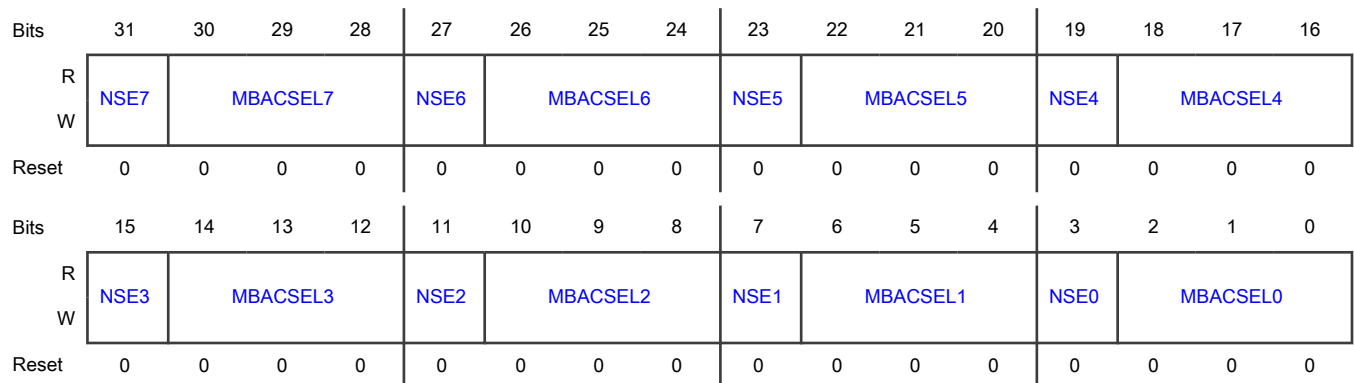 Bits 31 30 29 28 27 26 25 24 23 22 21 20 19 18 17 16
R
NSE7 MBACSEL7 NSE6 MBACSEL6 NSE5 MBACSEL5 NSE4 MBACSEL4
W
Reset 0 0 0 0 0 0 0 0 0 0 0 0 0 0 0 0
Bits 15 14 13 12 11 10 9 8 7 6 5 4 3 2 1 0
R
NSE3 MBACSEL3 NSE2 MBACSEL2 NSE1 MBACSEL1 NSE0 MBACSEL0
W
Reset 0 0 0 0 0 0 0 0 0 0 0 0 0 0 0 0